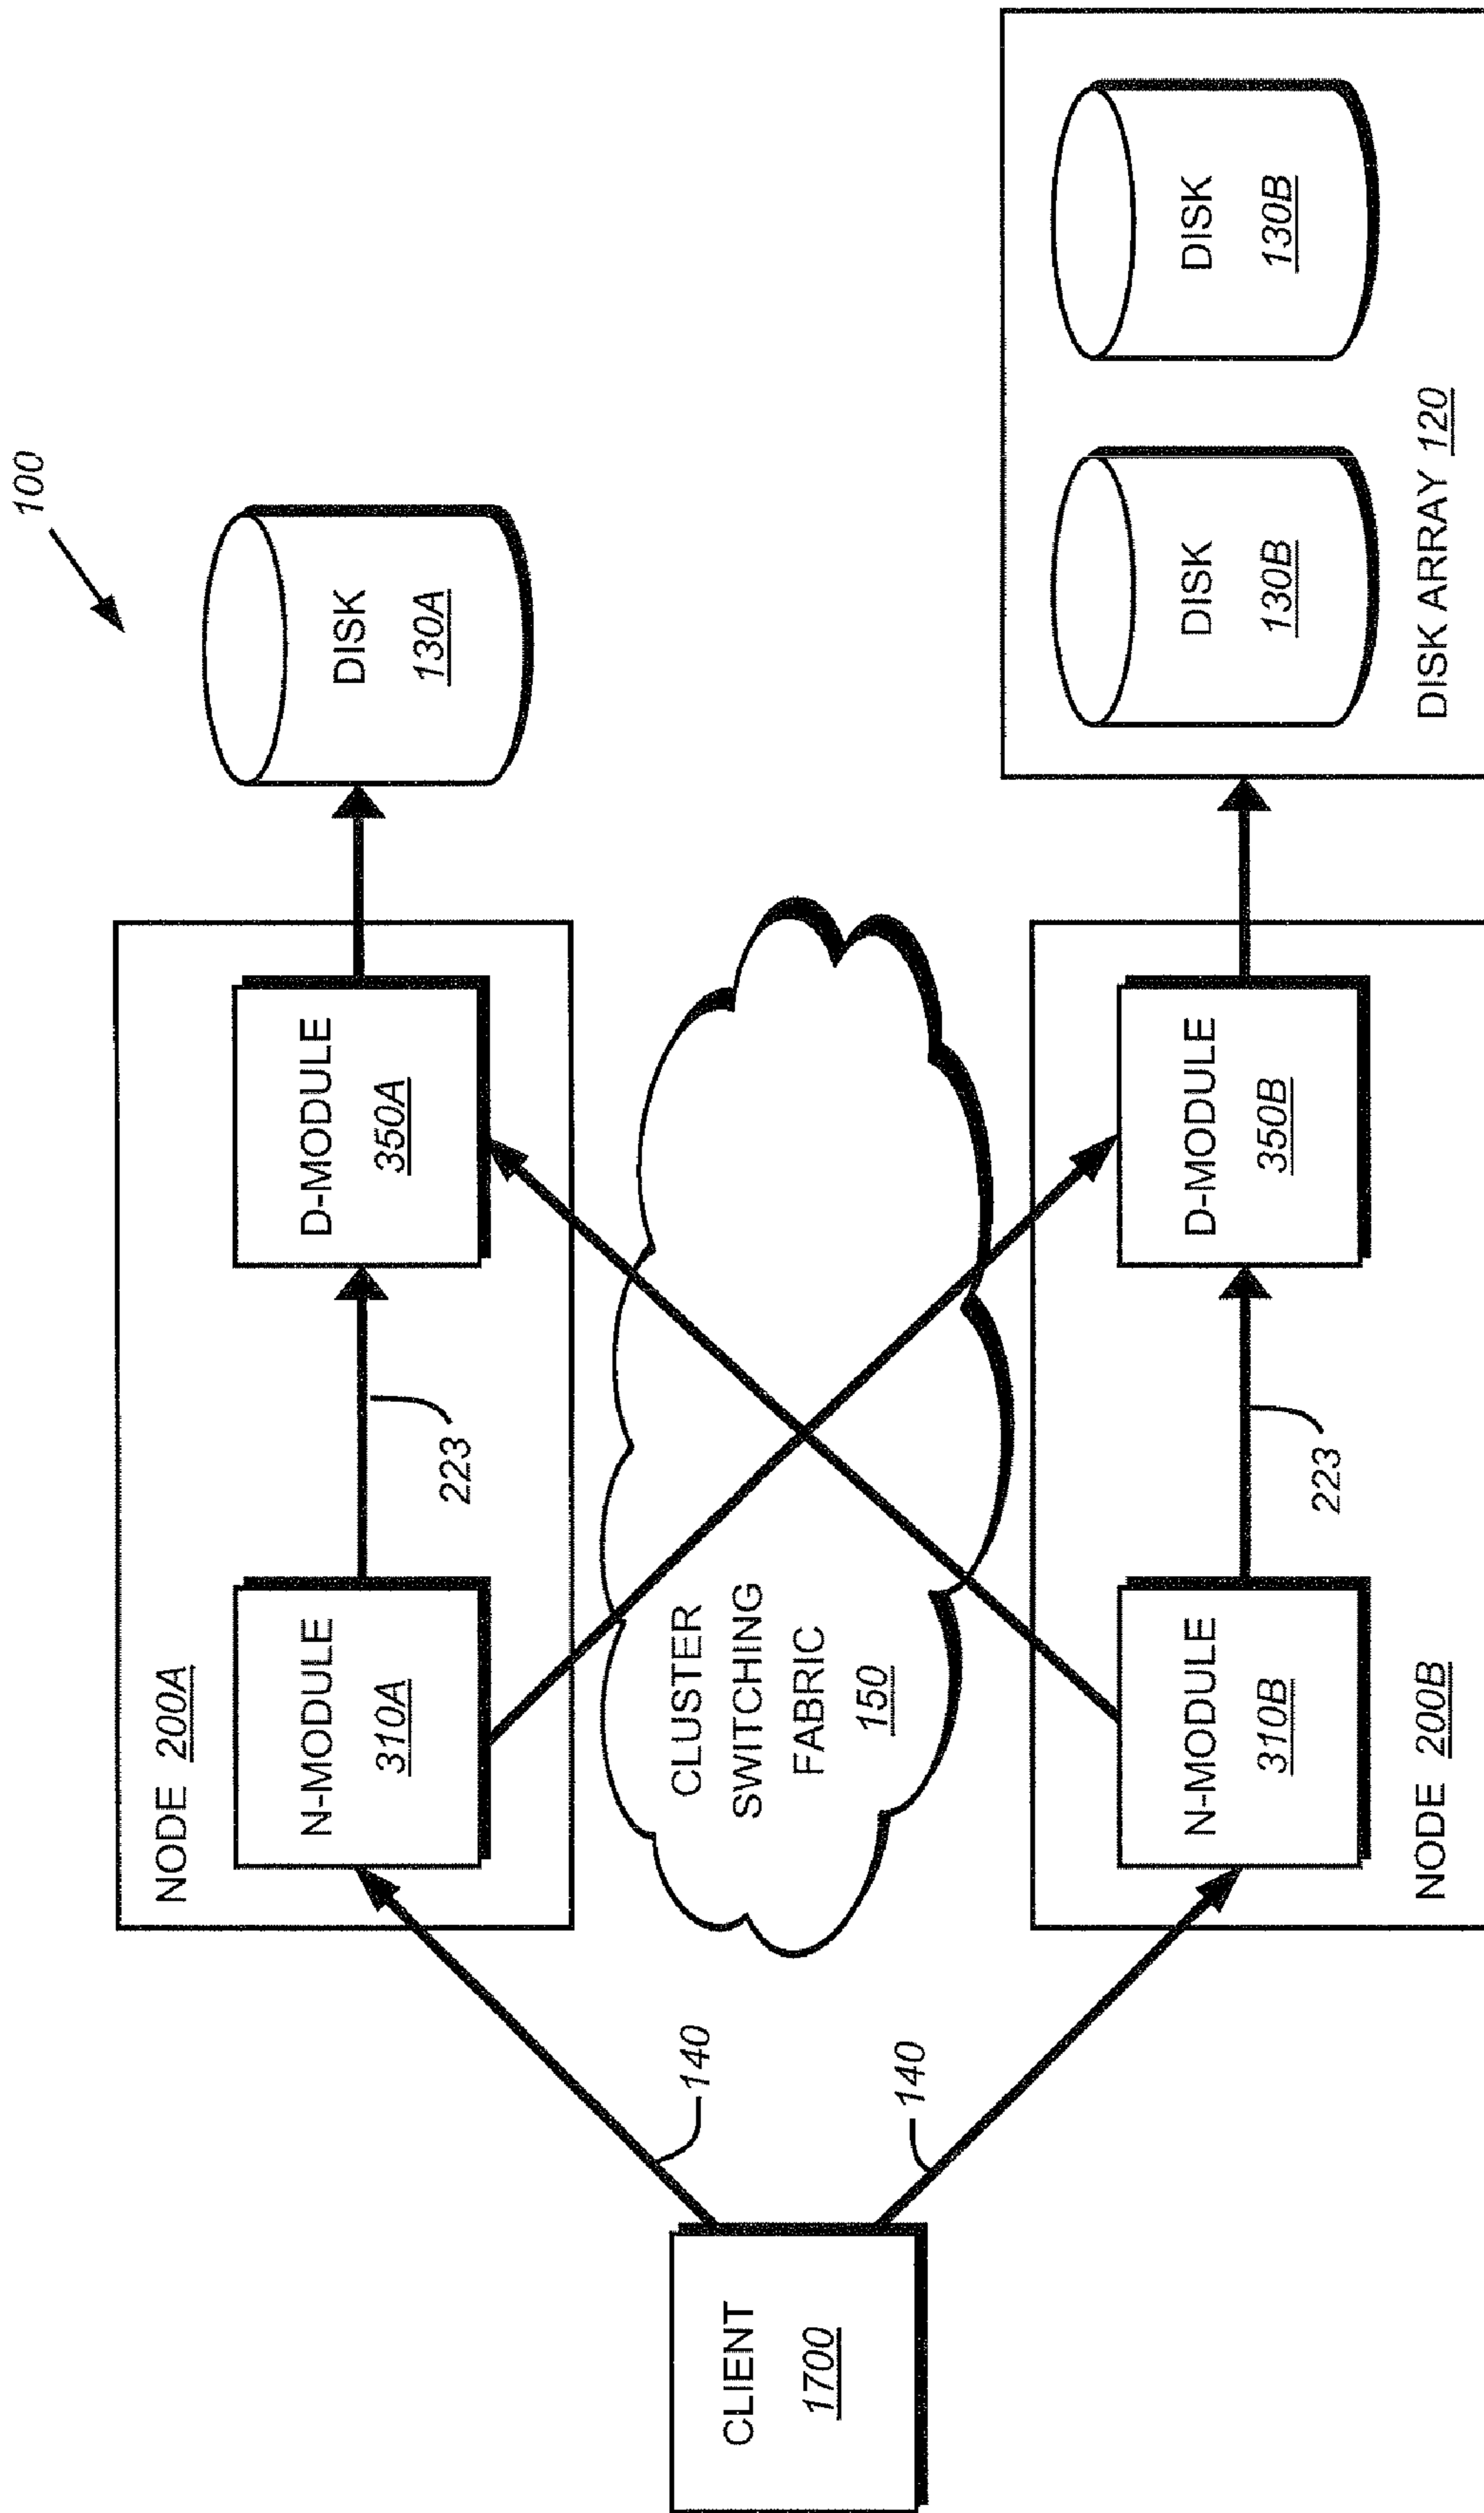 100
NODE 200A
N-MODULE
310A
223
D-MODULE
350A
DISK
130A
140
CLIENT
1700
CLUSTER
SWITCHING
FABRIC
150
140
N-MODULE
310B
223
D-MODULE
350B
NODE 200B
DISK
130B
DISK
130B
DISK ARRAY 120